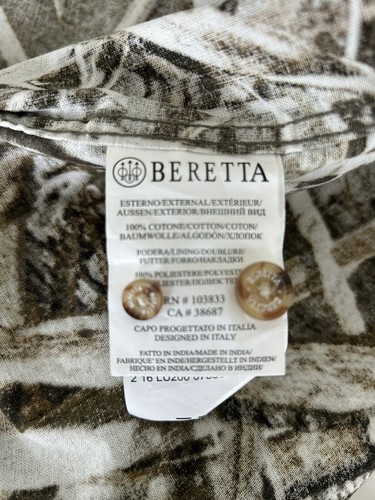 BERETTA
ESTERNO/EXTERNAL/EXTÉRIEUR/
AUSSEN/EXTERIOR/ВНЕШНИЙ ВИД
100% COTONE/COTTON/COTON/
BAUMWOLLE/ALGODÓN/ХЛОПОК
FODERA/LINING/DOUBLURE/
FUTTER/FORRO/НАКЛАДКИ
100% POLIESTERE/POLYESTE
RN # 103833
CA # 38687
CAPO PROGETTATO IN ITALIA
DESIGNED IN ITALY
FATTO IN INDIA/MADE IN INDIA/
FABRIQUE' EN INDE/HERGESTELLT IN INDIEN/
HECHO EN INDIA/СДЕЛАНО В ИНДИИ/